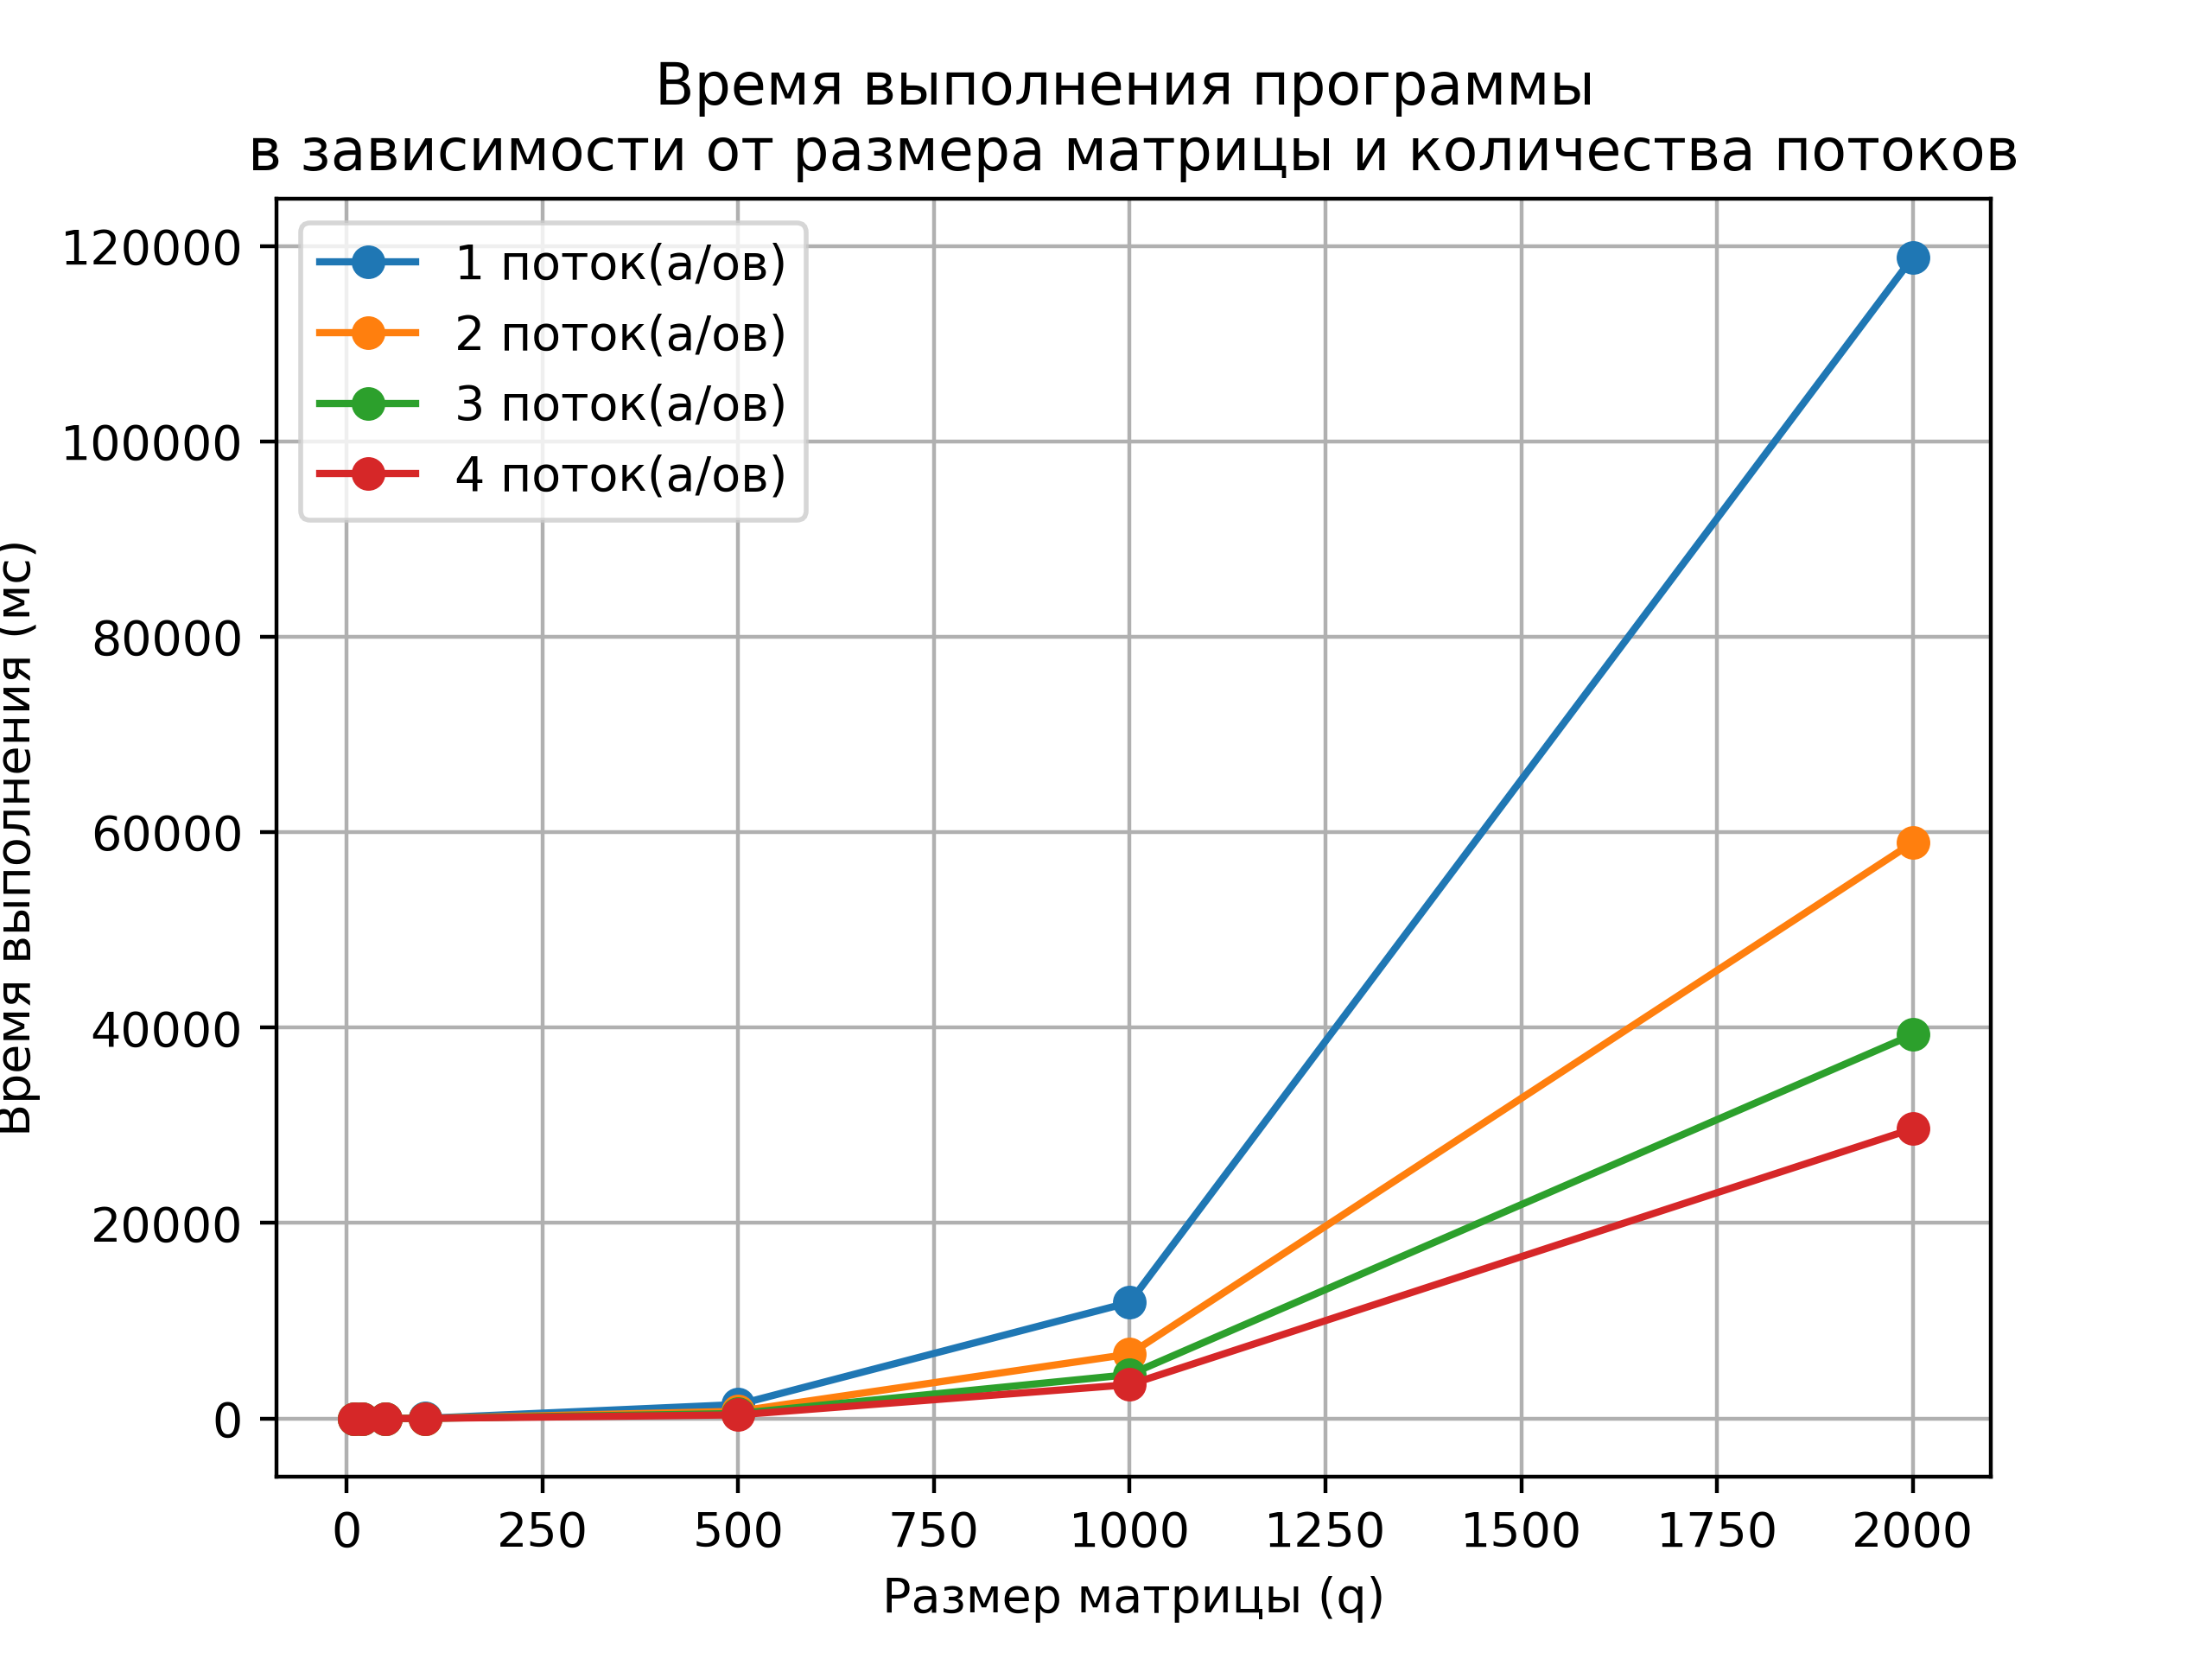 Время выполнения программы
в зависимости от размера матрицы и количества потоков
1 поток(а/ов)
2 поток(а/ов)
3 поток(а/ов)
4 поток(а/ов)
Время выполнения (мс)
120000
100000
80000
60000
40000
20000
0
0 250 500 750 1000 1250 1500 1750 2000
Размер матрицы (q)